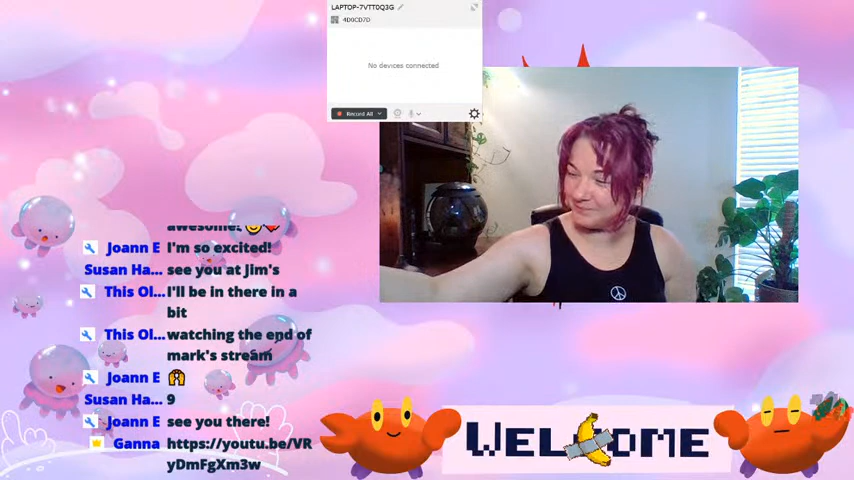 LAPTOP-7VTT0Q3G
4D0CD7D
No devices connected
Record All
awesome!
Joann E I'm so excited!
Susan Ha... see you at Jim's
This Ol... I'll be in there in a
bit
This Ol... watching the end of
mark's stream
Joann E
Susan Ha... 9
Joann E see you there!
Ganna https://youtu.be/VR
yDmFgXm3w
WELCOME